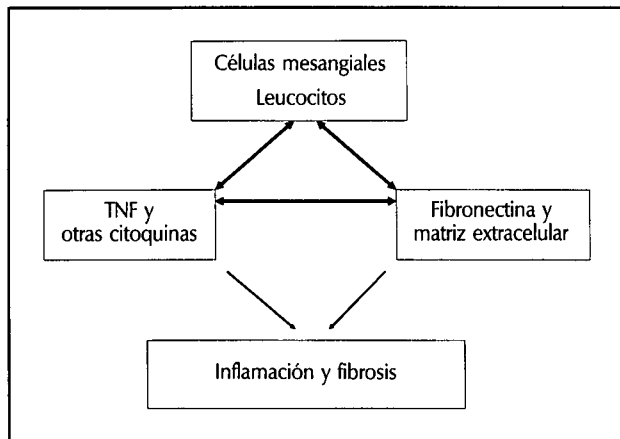 Células mesangiales
Leucocitos
TNF y
otras citoquinas
Fibronectina y
matriz extracelular
Inflamación y fibrosis